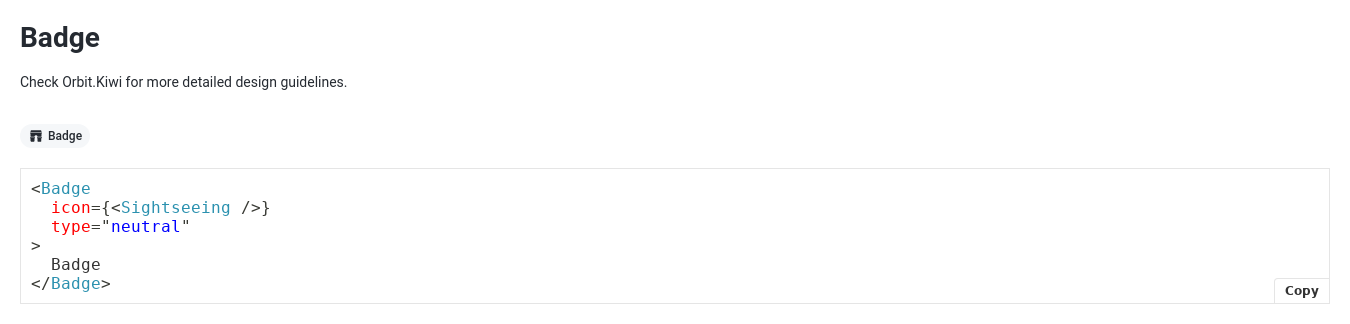 Badge
Check Orbit.Kiwi for more detailed design guidelines.
Badge
<Badge
  icon={<Sightseeing />}
  type="neutral"
>
  Badge
</Badge>
Copy